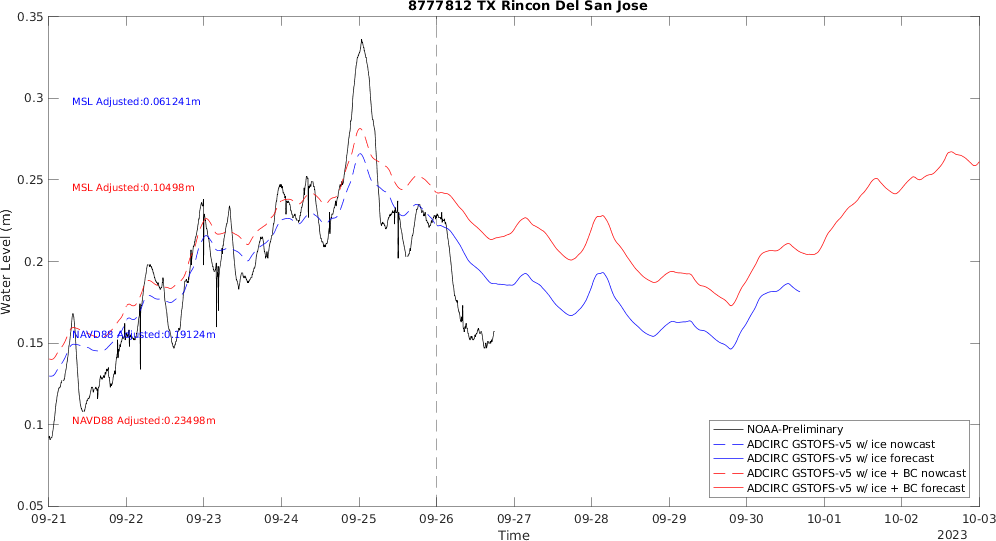 8777812 TX Rincon Del San Jose
0.35
0.3
0.25
0.2
0.15
0.1
0.05
Water Level (m)
MSL Adjusted:0.061241m
MSL Adjusted:0.10498m
NAVD88 Adjusted:0.19124m
NAVD88 Adjusted:0.23498m
NOAA-Preliminary
ADCIRC GSTOFS-v5 w/ ice nowcast
ADCIRC GSTOFS-v5 w/ ice forecast
ADCIRC GSTOFS-v5 w/ ice + BC nowcast
ADCIRC GSTOFS-v5 w/ ice + BC forecast
09-21 09-22 09-23 09-24 09-25 09-26 09-27 09-28 09-29 09-30 10-01 10-02 10-03
Time
2023